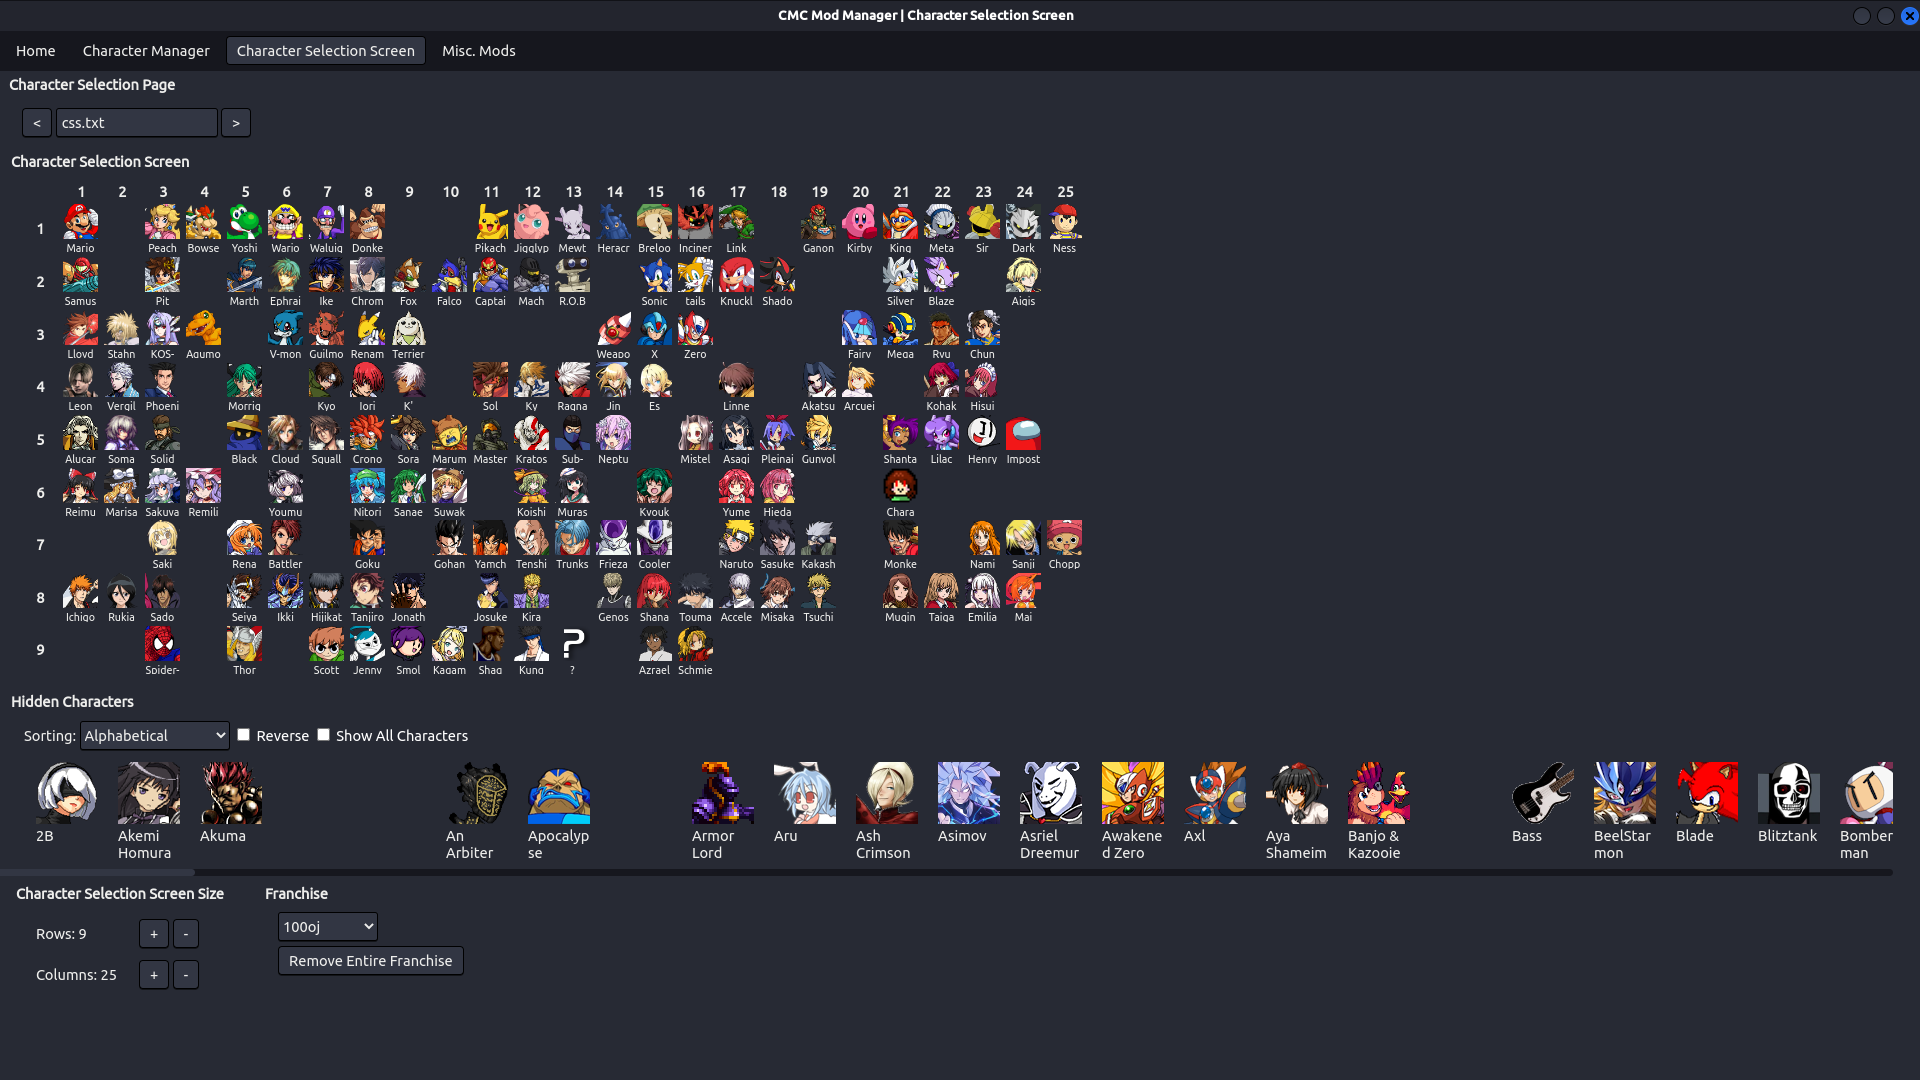 CMC Mod Manager | Character Selection Screen
Home Character Manager Character Selection Screen Misc. Mods
Character Selection Page
< css.txt >
Character Selection Screen
1 2 3 4 5 6 7 8 9 10 11 12 13 14 15 16 17 18 19 20 21 22 23 24 25
1 Mario Peach Bowse Yoshi Wario Waluig Donke Pikach Jigglyp Mewt Heracr Breloo Inciner Link Ganon Kirby King Meta Sir Dark Ness
2 Samus Pit Marth Ephrai Ike Chrom Fox Falco Captai Mach R.O.B Sonic tails Knuckl Shado Silver Blaze Aigis
3 Lloyd Stahn KOS- Agumo V-mon Guilmo Renam Terrier Weapo X Zero Fairy Mega Ryu Chun
4 Leon Vergil Phoeni Morrig Kyo Iori K' Sol Ky Ragna Jin Es Linne Akatsu Arcuei Kohak Hisui
5 Alucar Soma Solid Black Cloud Squall Crono Sora Marum Master Kratos Sub- Neptu Mistel Asagi Pleinai Gunvol Shanta Lilac Henry Impost
6 Reimu Marisa Sakuya Remili Youmu Nitori Sanae Suwak Koishi Muras Kyouk Yume Hieda Chara
7 Saki Rena Battler Goku Gohan Yamch Tenshi Trunks Frieza Cooler Naruto Sasuke Kakash Monke Nami Sanji Chopp
8 Ichigo Rukia Sado Seiya Ikki Hijikat Tanjiro Jonath Josuke Kira Genos Shana Touma Accele Misaka Tsuchi Mugin Taiga Emilia Mai
9 Spider- Thor Scott Jenny Smol Kagam Shaq Kung ? Azrael Schmie
Hidden Characters
Sorting: Alphabetical Reverse Show All Characters
2B Akemi Akuma An Apocalyp Armor Aru Ash Asimov Asriel Awakene Axl Aya Banjo & Bass BeelStar Blade Blitztank Bomber
Homura Arbiter se Lord Crimson Dreemur d Zero Shameim Kazooie mon man
Character Selection Screen Size Franchise
Rows: 9 + - 100oj
Remove Entire Franchise
Columns: 25 + -